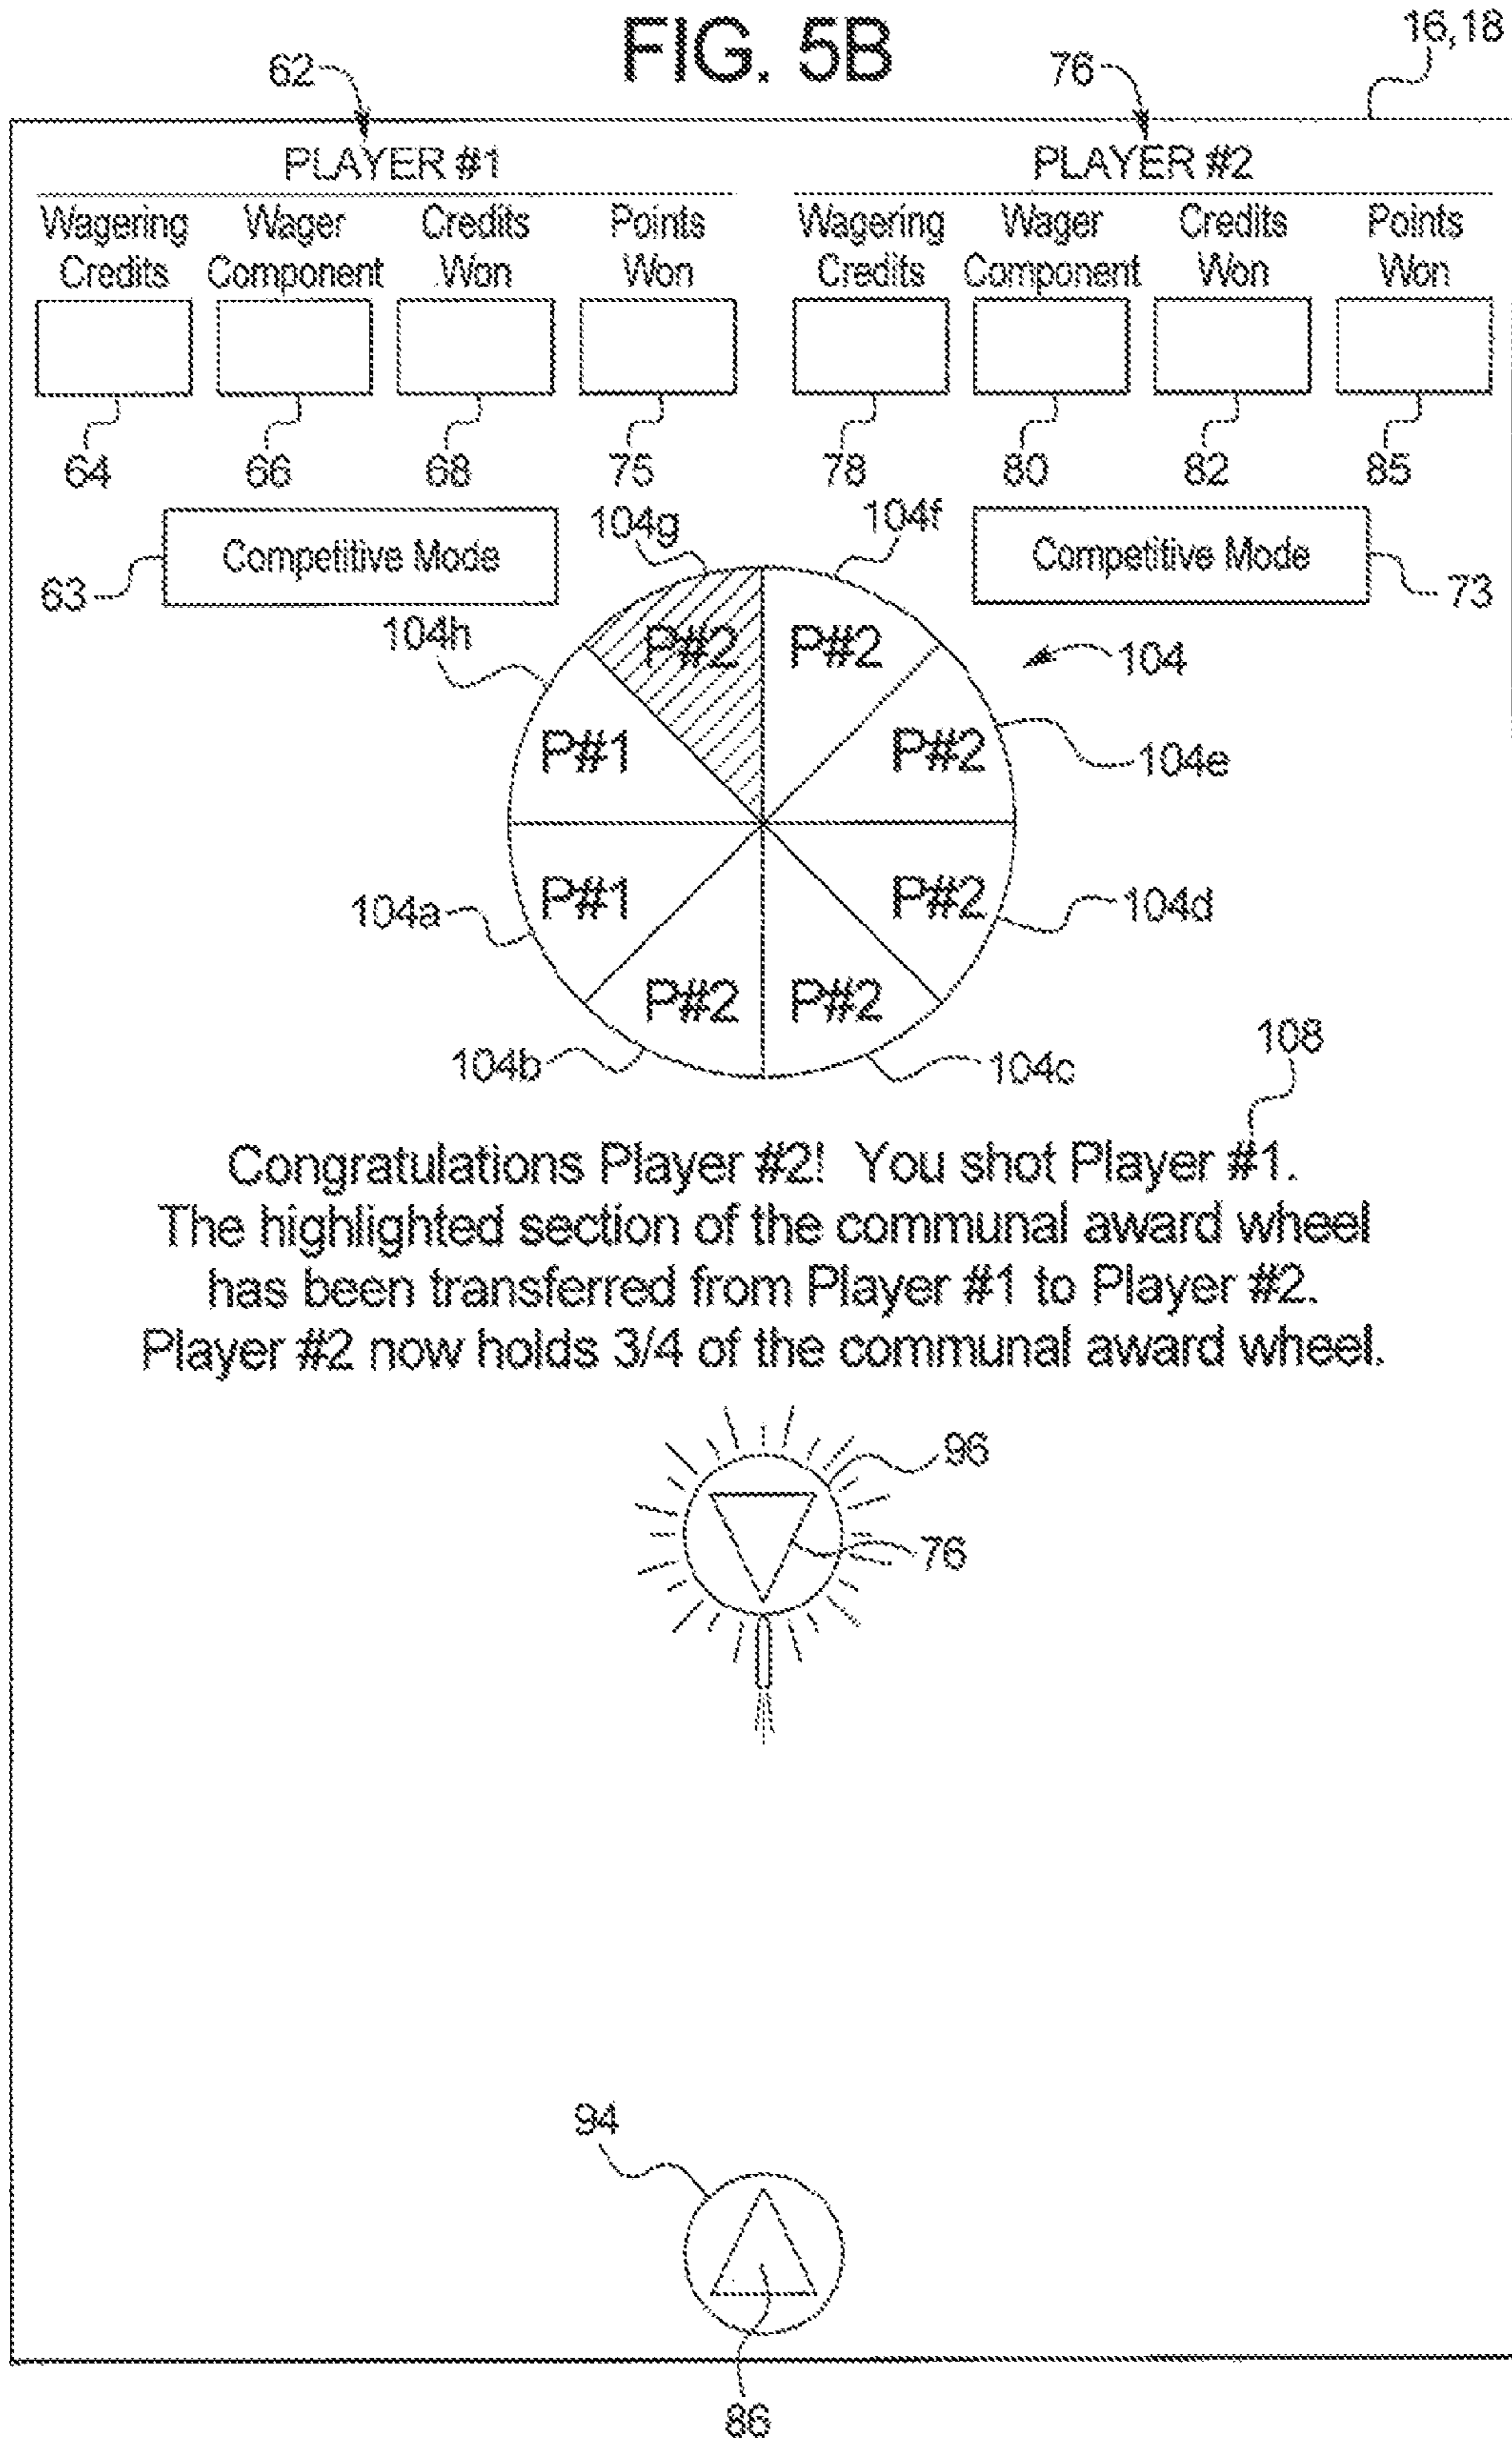 FIG. 5B
16,18
62
76
PLAYER #1
PLAYER #2
Wagering Credits
Wager Component
Credits Won
Points Won
Wagering Credits
Wager Component
Credits Won
Points Won
64
66
68
75
78
80
82
85
63
Competitive Mode
104g
104f
Competitive Mode
73
104h
P#2
P#2
104
P#1
P#2
104e
104a
P#1
P#2
104d
P#2
P#2
104b
104c
108
Congratulations Player #2! You shot Player #1.
The highlighted section of the communal award wheel
has been transferred from Player #1 to Player #2.
Player #2 now holds 3/4 of the communal award wheel.
96
76
94
86